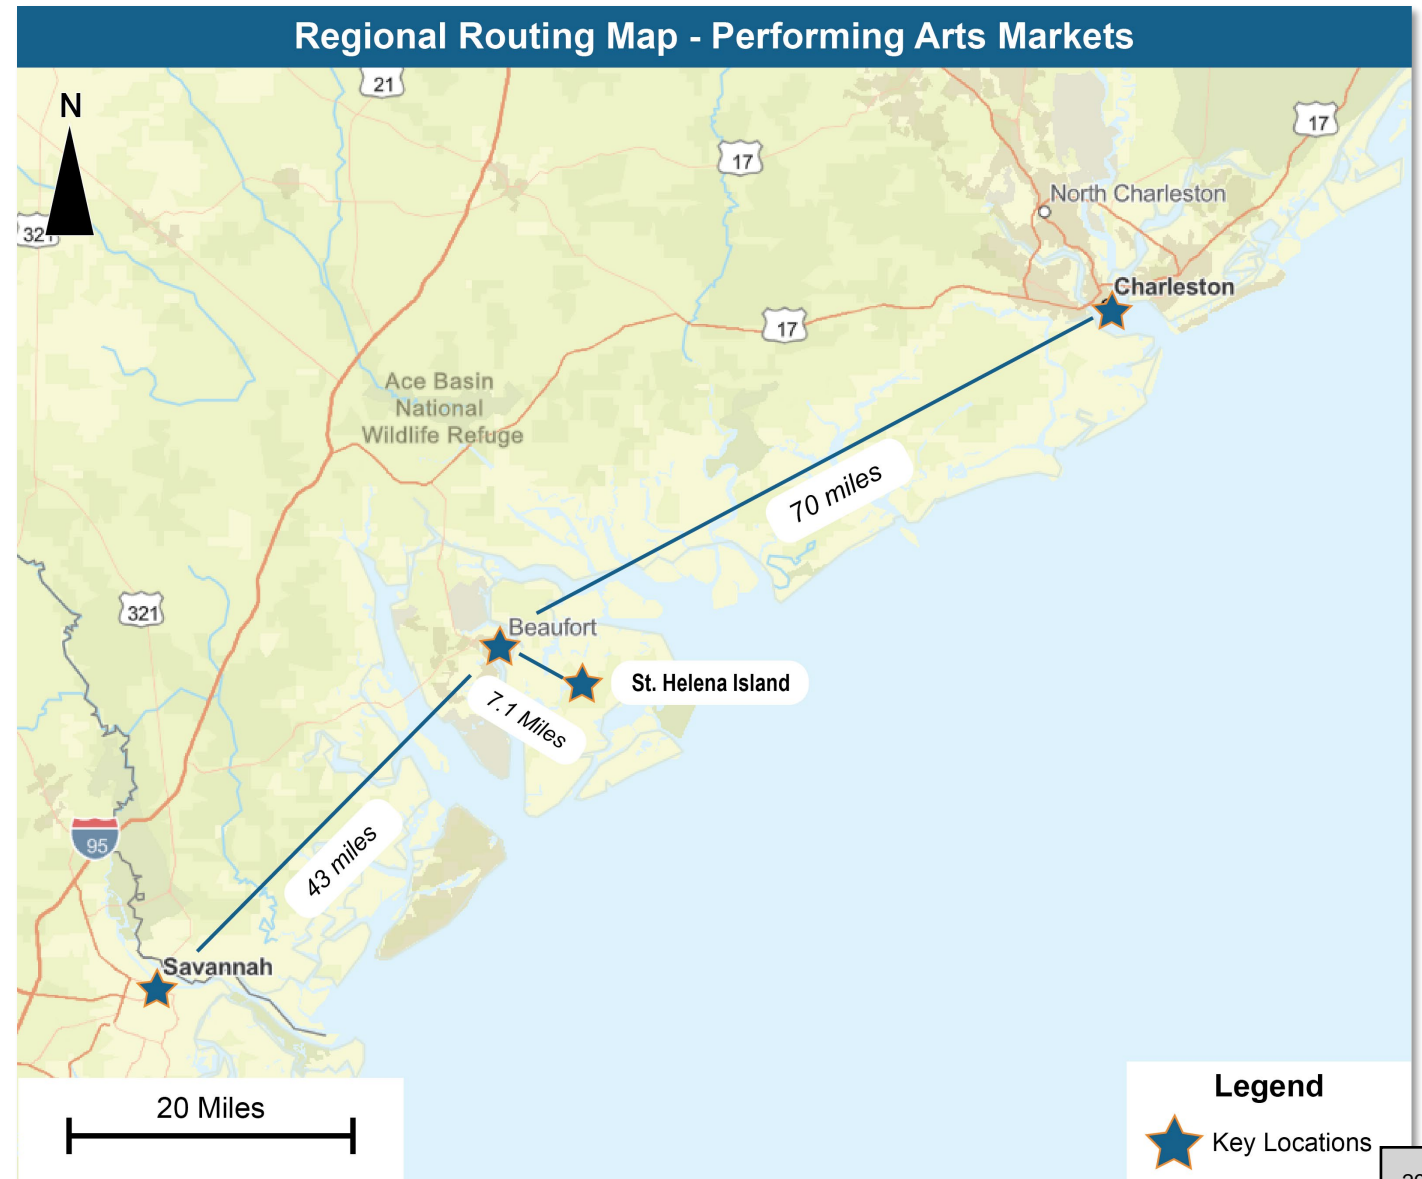 Regional Routing Map - Performing Arts Markets
N
21
17
17
321
North Charleston
Charleston
17
Ace Basin
National
Wildlife Refuge
70 miles
321
Beaufort
St. Helena Island
7.1 Miles
43 miles
95
Savannah
20 Miles
Legend
Key Locations